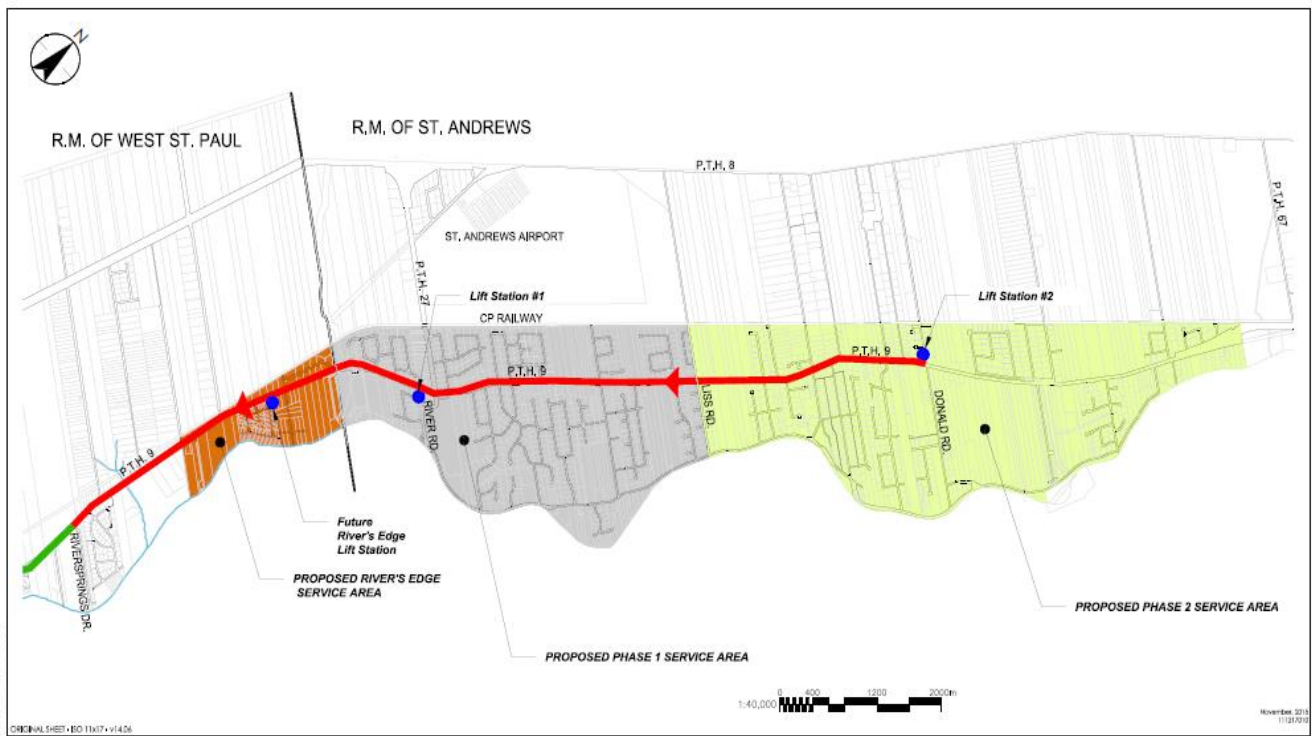 N
R.M. OF WEST ST. PAUL
R.M. OF ST. ANDREWS
P.T.H. 8
P.T.H. 67
ST. ANDREWS AIRPORT
P.T.H. 27
Lift Station #1
Lift Station #2
CP RAILWAY
P.T.H. 9
P.T.H. 9
LISS RD.
RIVER RD.
DONALD RD.
P.T.H. 9
Future
River's Edge
Lift Station
RIVERSPRINGS DR.
PROPOSED RIVER'S EDGE
SERVICE AREA
PROPOSED PHASE 2 SERVICE AREA
PROPOSED PHASE 1 SERVICE AREA
1:40,000
0 400 1200 2000m
November, 2015
111217010
ORIGINAL SHEET • ISO 11x17 • v14.06